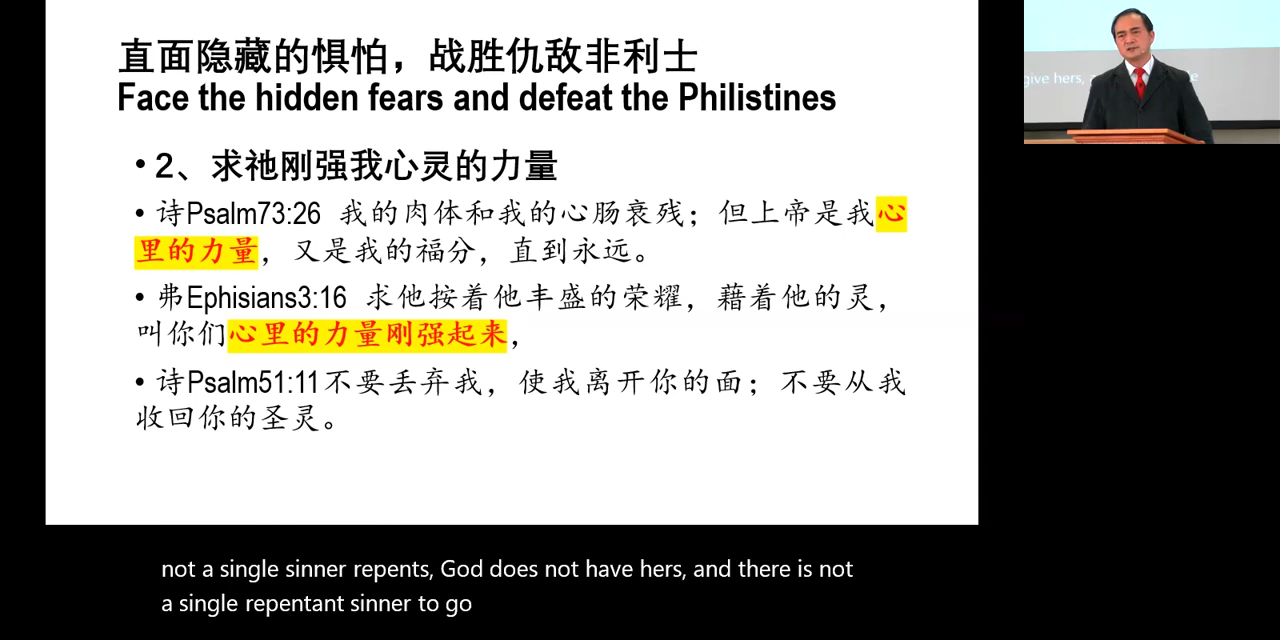 直面隐藏的惧怕，战胜仇敌非利士
Face the hidden fears and defeat the Philistines
• 2、求祂刚强我心灵的力量
• 诗Psalm73:26 我的肉体和我的心肠衰残；但上帝是我心
里的力量，又是我的福分，直到永远。
• 弗Ephisians3:16 求他按着他丰盛的荣耀，藉着他的灵，
叫你们心里的力量刚强起来，
• 诗Psalm51:11不要丢弃我，使我离开你的面；不要从我
收回你的圣灵。
give hers,
not a single sinner repents, God does not have hers, and there is not
a single repentant sinner to go